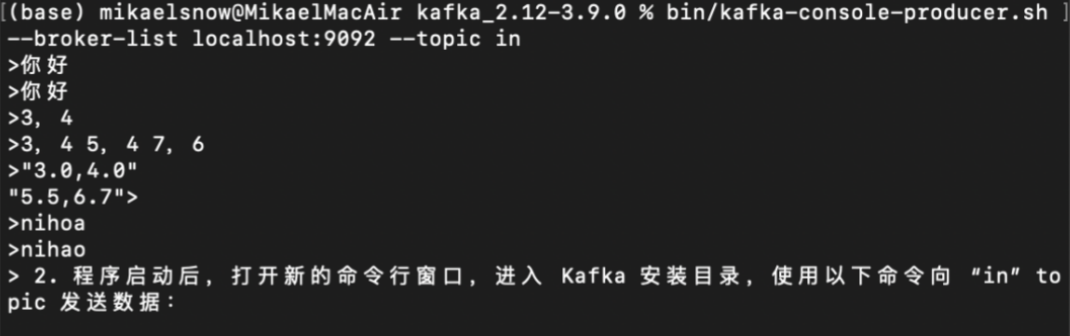 [(base) mikaelsnow@MikaelMacAir kafka_2.12-3.9.0 % bin/kafka-console-producer.sh ]
--broker-list localhost:9092 --topic in
>你好
>你好
>3, 4
>3, 4 5, 4 7, 6
>"3.0,4.0"
"5.5,6.7">
>nihoa
>nihao
> 2. 程序启动后，打开新的命令行窗口，进入 Kafka 安装目录，使用以下命令向 “in” to
pic 发送数据：